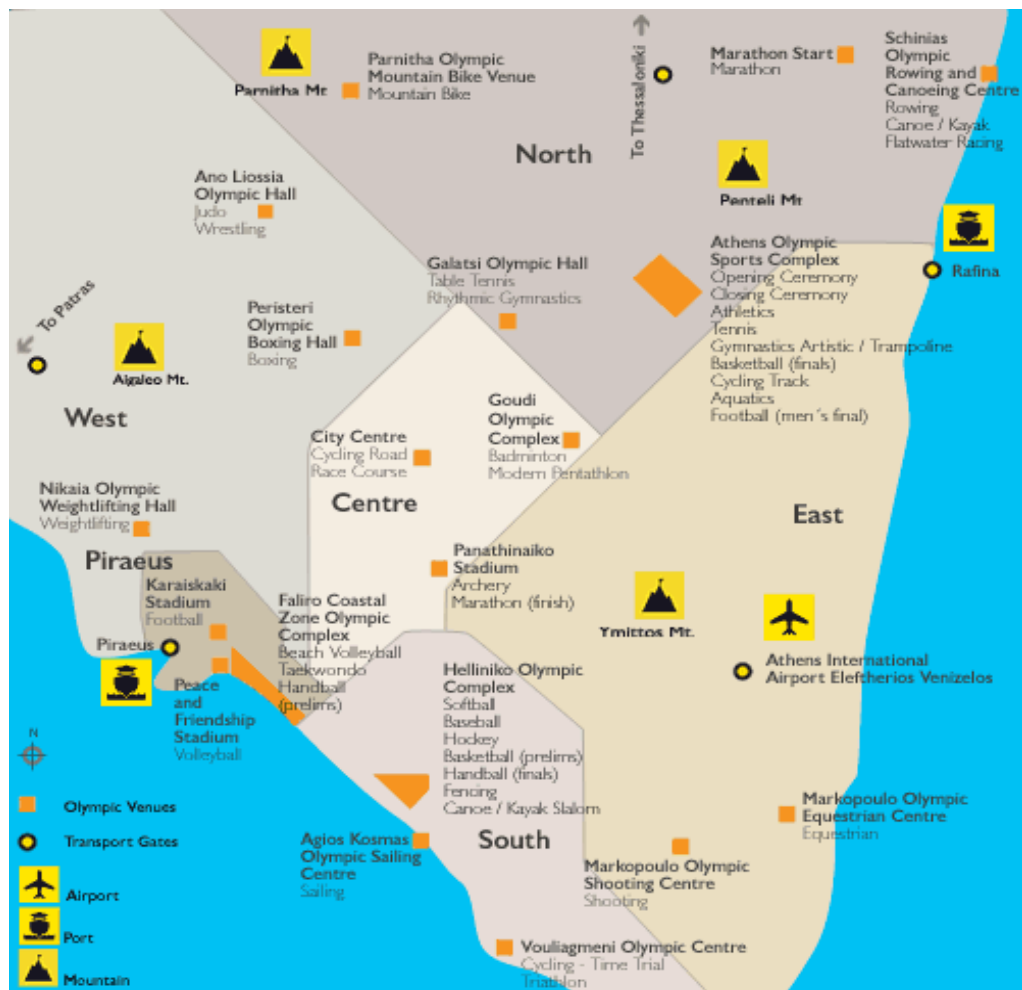 Parnitha Mt.
Parnitha Olympic
Mountain Bike Venue
Mountain Bike
To Thessaloniki
Marathon Start
Marathon
Schinias
Olympic
Rowing and
Canoeing Centre
Rowing
Canoe / Kayak
Flatwater Racing
North
Penteli Mt
Ano Liossia
Olympic Hall
Judo
Wrestling
Galatsi Olympic Hall
Table Tennis
Rhythmic Gymnastics
Athens Olympic
Sports Complex
Opening Ceremony
Closing Ceremony
Athletics
Tennis
Gymnastics Artistic / Trampoline
Basketball (finals)
Cycling Track
Aquatics
Football (men´s final)
Rafina
To Patras
Aigaleo Mt.
Peristeri
Olympic
Boxing Hall
Boxing
West
City Centre
Cycling Road
Race Course
Goudi
Olympic
Complex
Badminton
Modern Pentathlon
Centre
East
Nikaia Olympic
Weightlifting Hall
Weightlifting
Piraeus
Karaiskaki
Stadium
Football
Piraeus
Peace
and
Friendship
Stadium
Volleyball
Faliro Coastal
Zone Olympic
Complex
Beach Volleyball
Taekwondo
Handball
(prelims)
Panathinaiko
Stadium
Archery
Marathon (finish)
Ymittos Mt.
Athens International
Airport Eleftherios Venizelos
Helliniko Olympic
Complex
Softball
Baseball
Hockey
Basketball (prelims)
Handball (finals)
Fencing
Canoe / Kayak Slalom
South
Agios Kosmas
Olympic Sailing
Centre
Sailing
Markopoulo Olympic
Equestrian Centre
Equestrian
Markopoulo Olympic
Shooting Centre
Shooting
Vouliagmeni Olympic Centre
Cycling - Time Trial
Triathlon
N
Olympic Venues
Transport Gates
Airport
Port
Mountain